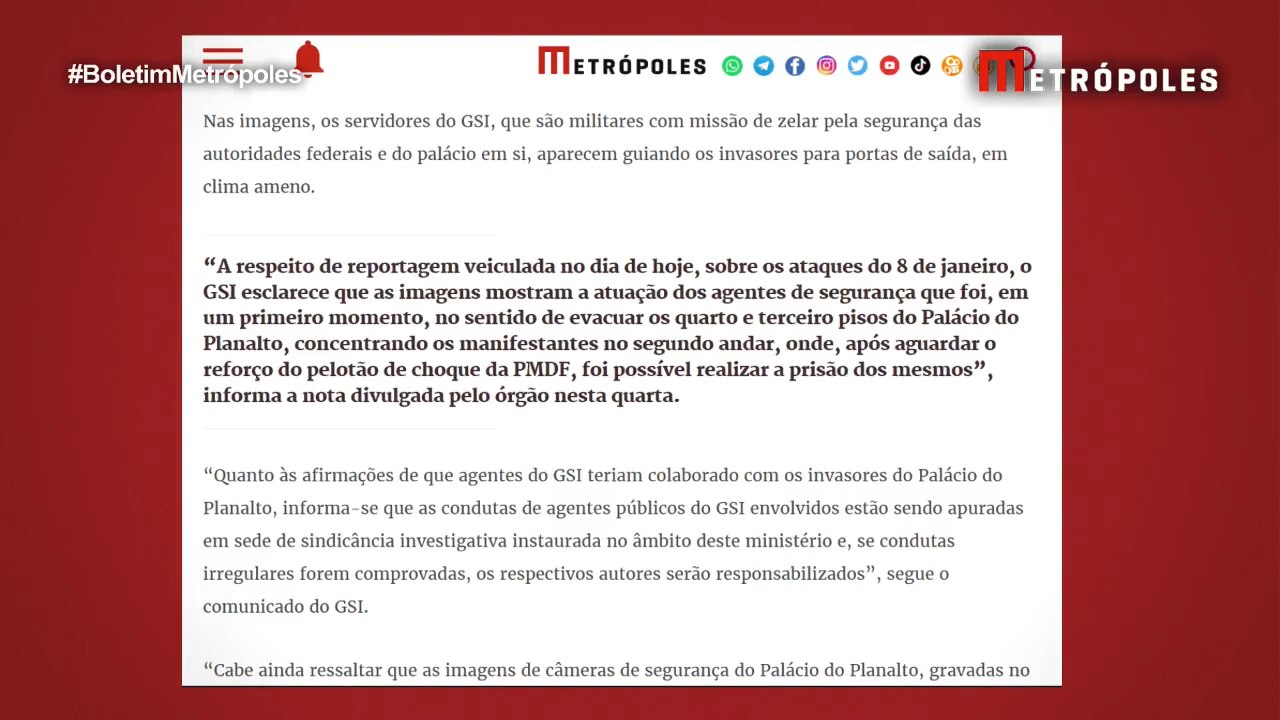 #BoletimMetrópoles
METRÓPOLES
METRÓPOLES
Nas imagens, os servidores do GSI, que são militares com missão de zelar pela segurança das
autoridades federais e do palácio em si, aparecem guiando os invasores para portas de saída, em
clima ameno.
“A respeito de reportagem veiculada no dia de hoje, sobre os ataques do 8 de janeiro, o
GSI esclarece que as imagens mostram a atuação dos agentes de segurança que foi, em
um primeiro momento, no sentido de evacuar os quarto e terceiro pisos do Palácio do
Planalto, concentrando os manifestantes no segundo andar, onde, após aguardar o
reforço do pelotão de choque da PMDF, foi possível realizar a prisão dos mesmos”,
informa a nota divulgada pelo órgão nesta quarta.
“Quanto às afirmações de que agentes do GSI teriam colaborado com os invasores do Palácio do
Planalto, informa-se que as condutas de agentes públicos do GSI envolvidos estão sendo apuradas
em sede de sindicância investigativa instaurada no âmbito deste ministério e, se condutas
irregulares forem comprovadas, os respectivos autores serão responsabilizados”, segue o
comunicado do GSI.
“Cabe ainda ressaltar que as imagens de câmeras de segurança do Palácio do Planalto, gravadas no